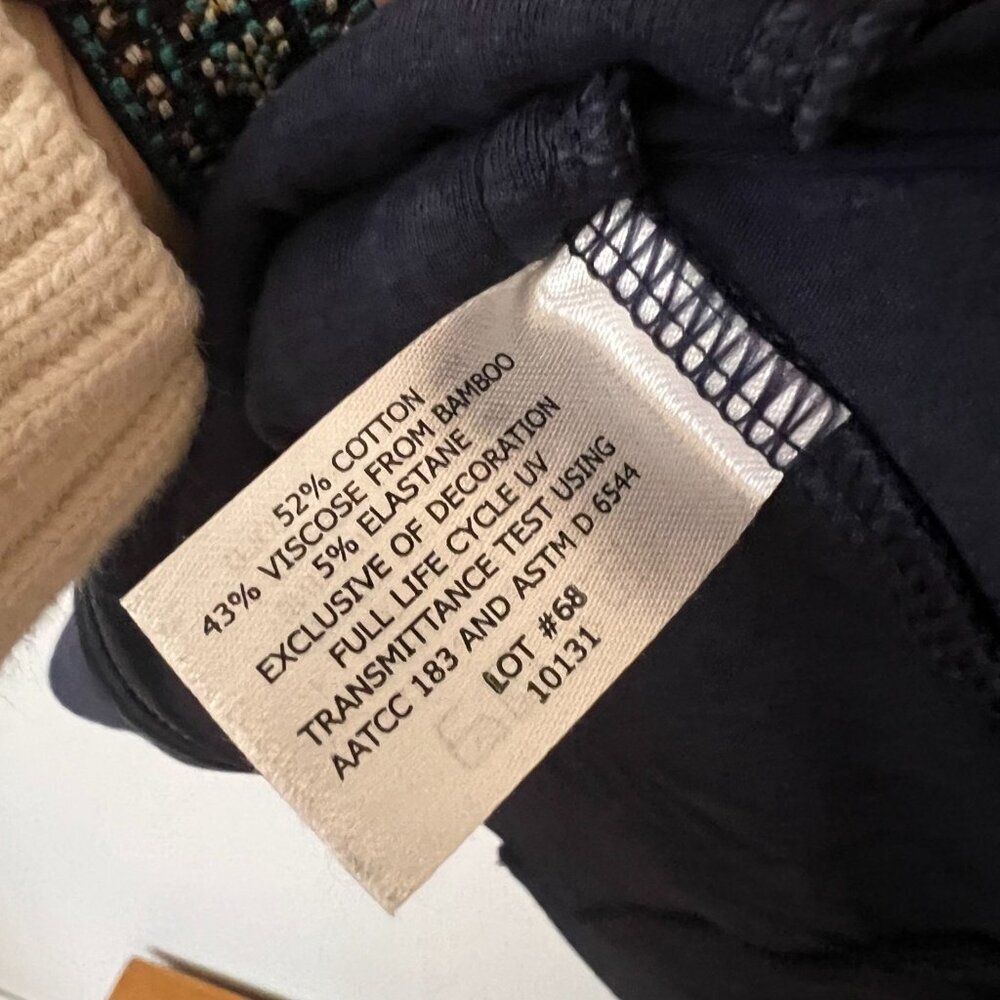 52% COTTON
43% VISCOSE FROM BAMBOO
5% ELASTANE
EXCLUSIVE OF DECORATION
FULL LIFE CYCLE UV
TRANSMITTANCE TEST USING
AATCC 183 AND ASTM D 6544
LOT #68
10131